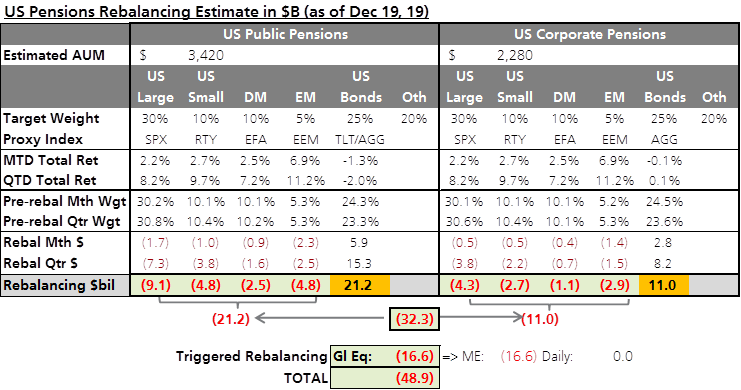 US Pensions Rebalancing Estimate in $B (as of Dec 19, 19)
US Public Pensions US Corporate Pensions
Estimated AUM $ 3,420 $ 2,280
US US US US US US
Large Small DM EM Bonds Oth Large Small DM EM Bonds Oth
Target Weight 30% 10% 10% 5% 25% 20% 30% 10% 10% 5% 25% 20%
Proxy Index SPX RTY EFA EEM TLT/AGG SPX RTY EFA EEM AGG
MTD Total Ret 2.2% 2.7% 2.5% 6.9% -1.3% 2.2% 2.7% 2.5% 6.9% -0.1%
QTD Total Ret 8.2% 9.7% 7.2% 11.2% -2.0% 8.2% 9.7% 7.2% 11.2% 0.1%
Pre-rebal Mth Wgt 30.2% 10.1% 10.1% 5.3% 24.3% 30.1% 10.1% 10.1% 5.2% 24.5%
Pre-rebal Qtr Wgt 30.8% 10.4% 10.2% 5.3% 23.3% 30.6% 10.4% 10.1% 5.3% 23.6%
Rebal Mth $ (1.7) (1.0) (0.9) (2.3) 5.9 (0.5) (0.5) (0.4) (1.4) 2.8
Rebal Qtr $ (7.3) (3.8) (1.6) (2.5) 15.3 (3.8) (2.2) (0.7) (1.5) 8.2
Rebalancing $bil (9.1) (4.8) (2.5) (4.8) 21.2 (4.3) (2.7) (1.1) (2.9) 11.0
(21.2) (32.3) (11.0)
Triggered Rebalancing Gl Eq: (16.6) => ME: (16.6) Daily: 0.0
TOTAL (48.9)